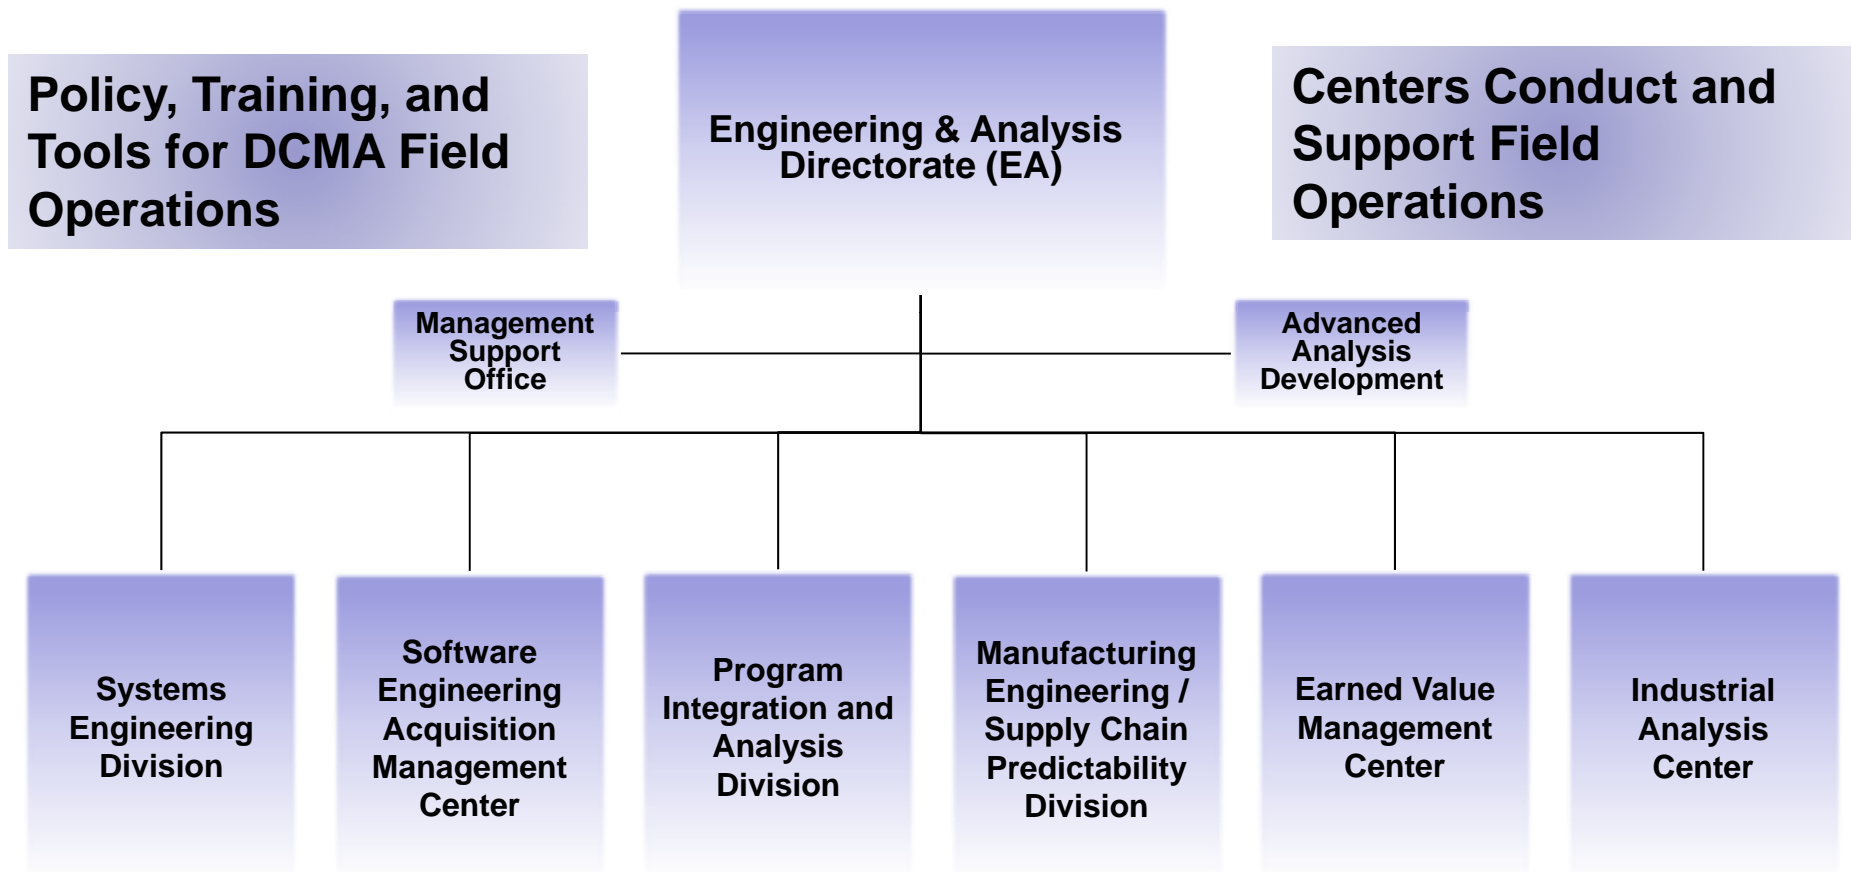 Policy, Training, and
Tools for DCMA Field
Operations
Engineering & Analysis
Directorate (EA)
Centers Conduct and
Support Field
Operations
Management
Support
Office
Advanced
Analysis
Development
Systems
Engineering
Division
Software
Engineering
Acquisition
Management
Center
Program
Integration and
Analysis
Division
Manufacturing
Engineering /
Supply Chain
Predictability
Division
Earned Value
Management
Center
Industrial
Analysis
Center